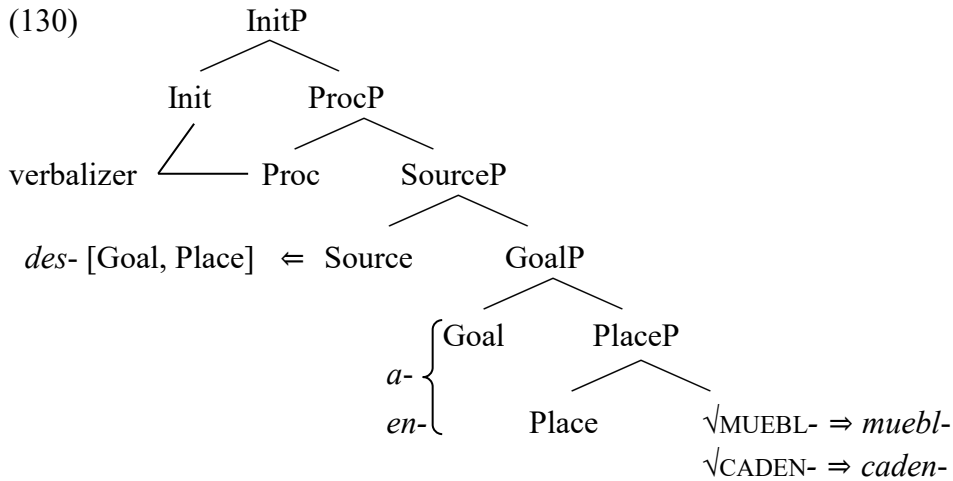 (130) InitP
Init ProcP
verbalizer Proc SourceP
des- [Goal, Place] ⇐ Source GoalP
Goal PlaceP
a-
en- Place √MUEBL- ⇒ muebl-
√CADEN- ⇒ caden-